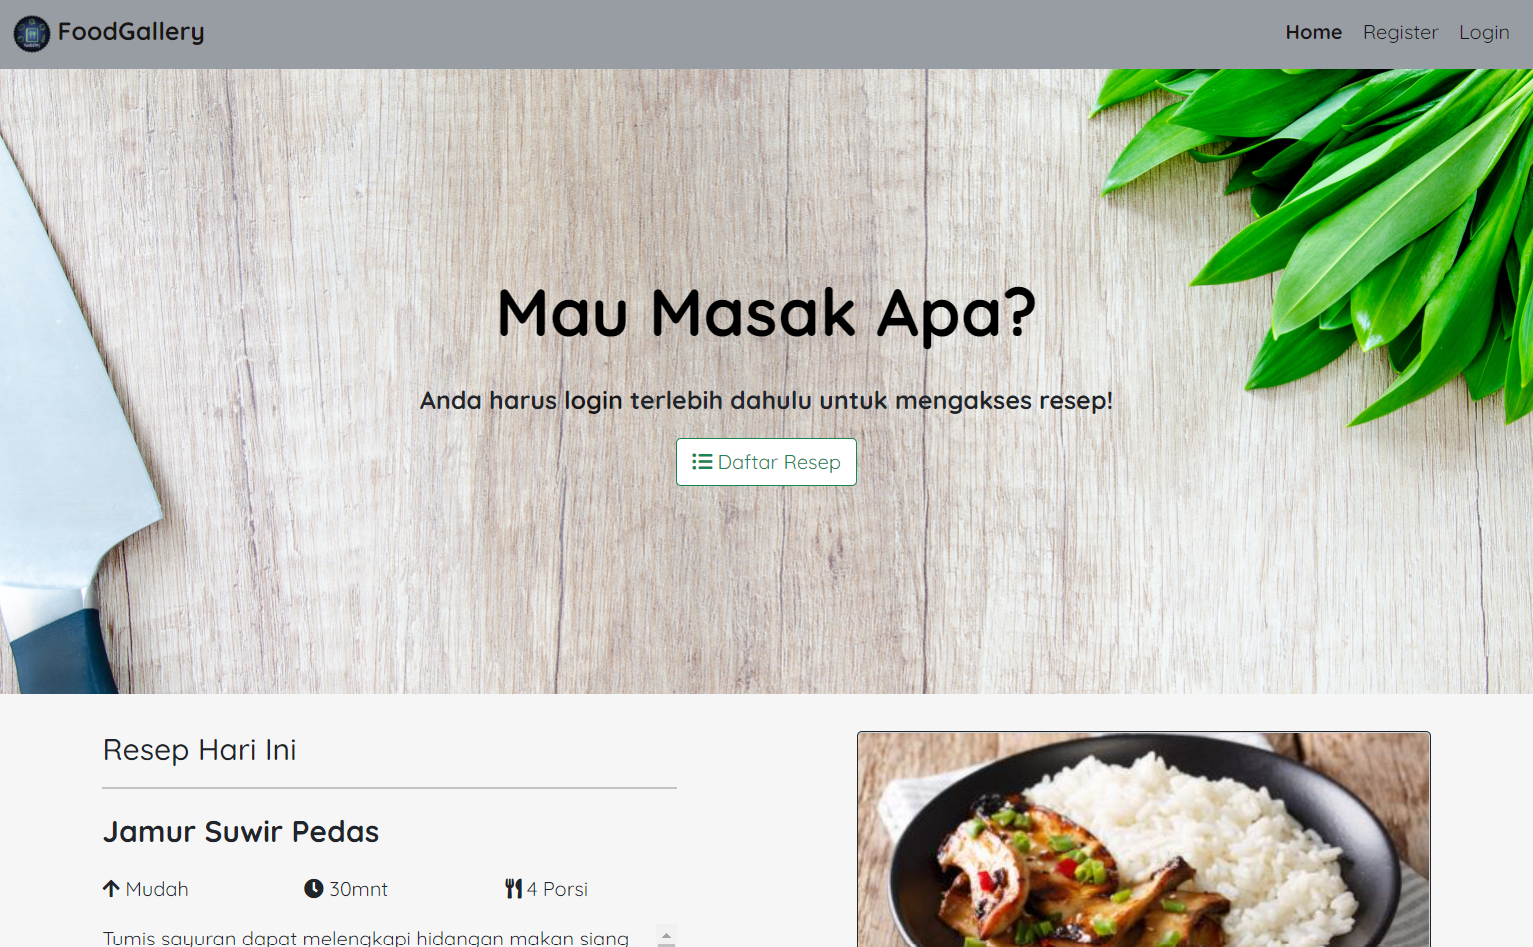 FoodGallery
Home Register Login
Mau Masak Apa?
Anda harus login terlebih dahulu untuk mengakses resep!
Daftar Resep
Resep Hari Ini
Jamur Suwir Pedas
Mudah 30mnt 4 Porsi
Tumis sayuran dapat melengkapi hidangan makan siang